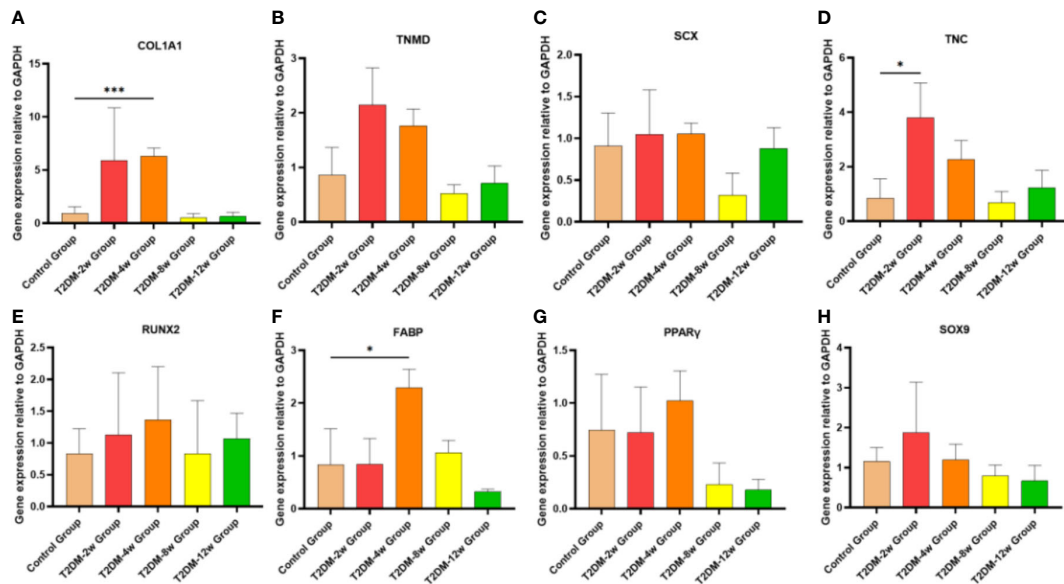 A
COL1A1
Gene expression relative to GAPDH
15
10
5
0
***
Control Group
T2DM-2w Group
T2DM-4w Group
T2DM-8w Group
T2DM-12w Group
B
TNMD
Gene expression relative to GAPDH
3
2
1
0
Control Group
T2DM-2w Group
T2DM-4w Group
T2DM-8w Group
T2DM-12w Group
C
SCX
Gene expression relative to GAPDH
2.0
1.5
1.0
0.5
0.0
Control Group
T2DM-2w Group
T2DM-4w Group
T2DM-8w Group
T2DM-12w Group
D
TNC
Gene expression relative to GAPDH
6
4
2
0
*
Control Group
T2DM-2w Group
T2DM-4w Group
T2DM-8w Group
T2DM-12w Group
E
RUNX2
Gene expression relative to GAPDH
2.5
2.0
1.5
1.0
0.5
0.0
Control Group
T2DM-2w Group
T2DM-4w Group
T2DM-8w Group
T2DM-12w Group
F
FABP
Gene expression relative to GAPDH
3
2
1
0
*
Control Group
T2DM-2w Group
T2DM-4w Group
T2DM-8w Group
T2DM-12w Group
G
PPARγ
Gene expression relative to GAPDH
1.5
1.0
0.5
0.0
Control Group
T2DM-2w Group
T2DM-4w Group
T2DM-8w Group
T2DM-12w Group
H
SOX9
Gene expression relative to GAPDH
4
3
2
1
0
Control Group
T2DM-2w Group
T2DM-4w Group
T2DM-8w Group
T2DM-12w Group